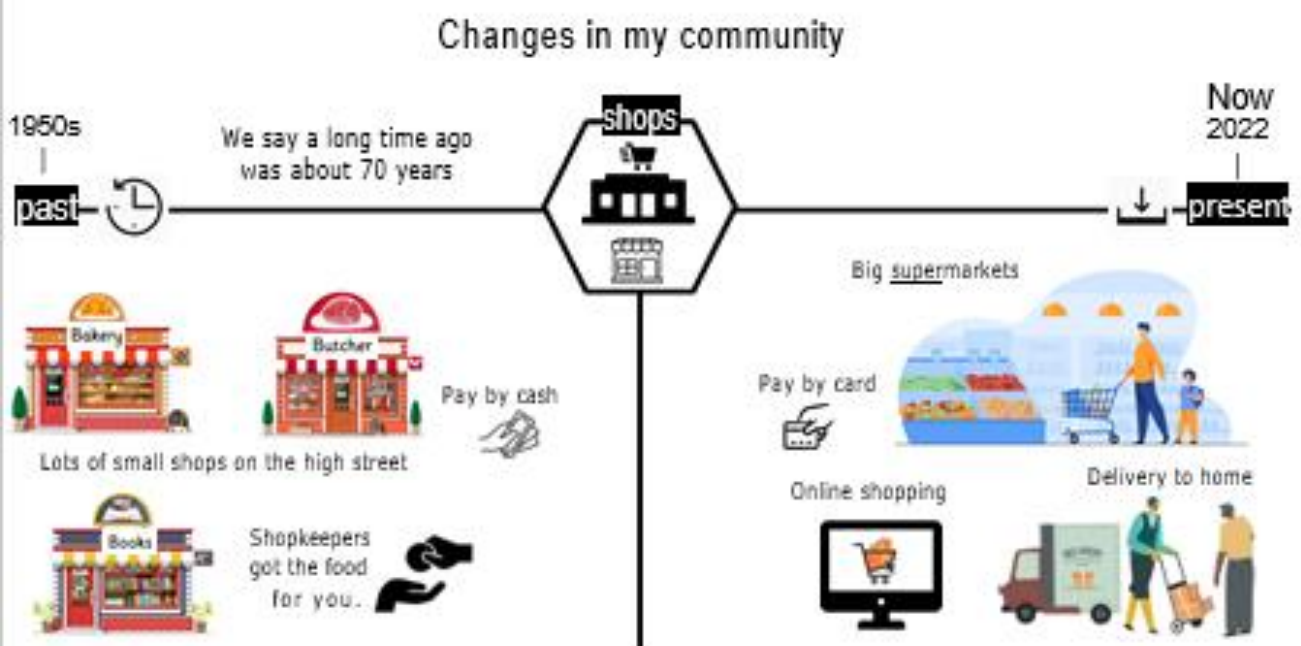 Changes in my community
1950s
past
We say a long time ago
was about 70 years
shops
Now
2022
present
Bakery
Butcher
Pay by cash
Lots of small shops on the high street
Books
Shopkeepers
got the food
for you.
Big supermarkets
Pay by card
Online shopping
Delivery to home